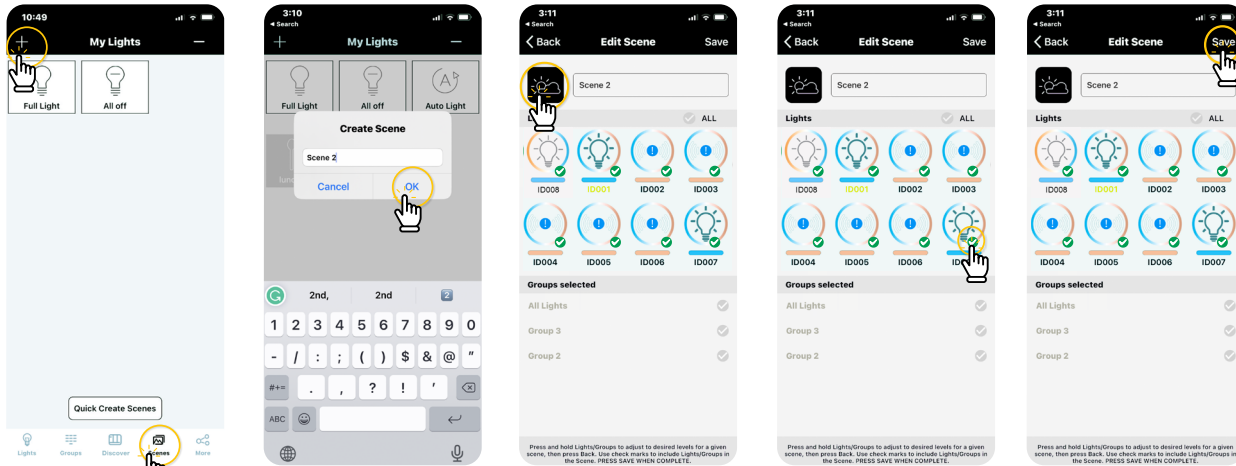 10:49
My Lights
Full Light
All off
Quick Create Scenes
Lights
Groups
Discover
Scenes
More
3:10
◀ Search
My Lights
Full Light
All off
Auto Light
Create Scene
Scene 2
Cancel
OK
2nd,
2nd
2
1 2 3 4 5 6 7 8 9 0
- / : ; ( ) $ & @ "
#+= . , ? ! '
ABC
3:11
◀ Search
Back
Edit Scene
Save
Scene 2
ALL
ID008
ID001
ID002
ID003
ID004
ID005
ID006
ID007
Groups selected
All Lights
Group 3
Group 2
Press and hold Lights/Groups to adjust to desired levels for a given
scene, then press Back. Use check marks to include Lights/Groups in
the Scene. PRESS SAVE WHEN COMPLETE.
3:11
◀ Search
Back
Edit Scene
Save
Scene 2
Lights
ALL
ID008
ID001
ID002
ID003
ID004
ID005
ID006
Groups selected
All Lights
Group 3
Group 2
Press and hold Lights/Groups to adjust to desired levels for a given
scene, then press Back. Use check marks to include Lights/Groups in
the Scene. PRESS SAVE WHEN COMPLETE.
3:11
◀ Search
Back
Edit Scene
Save
Scene 2
Lights
ALL
ID008
ID001
ID002
ID003
ID004
ID005
ID006
ID007
Groups selected
All Lights
Group 3
Group 2
Press and hold Lights/Groups to adjust to desired levels for a given
scene, then press Back. Use check marks to include Lights/Groups in
the Scene. PRESS SAVE WHEN COMPLETE.